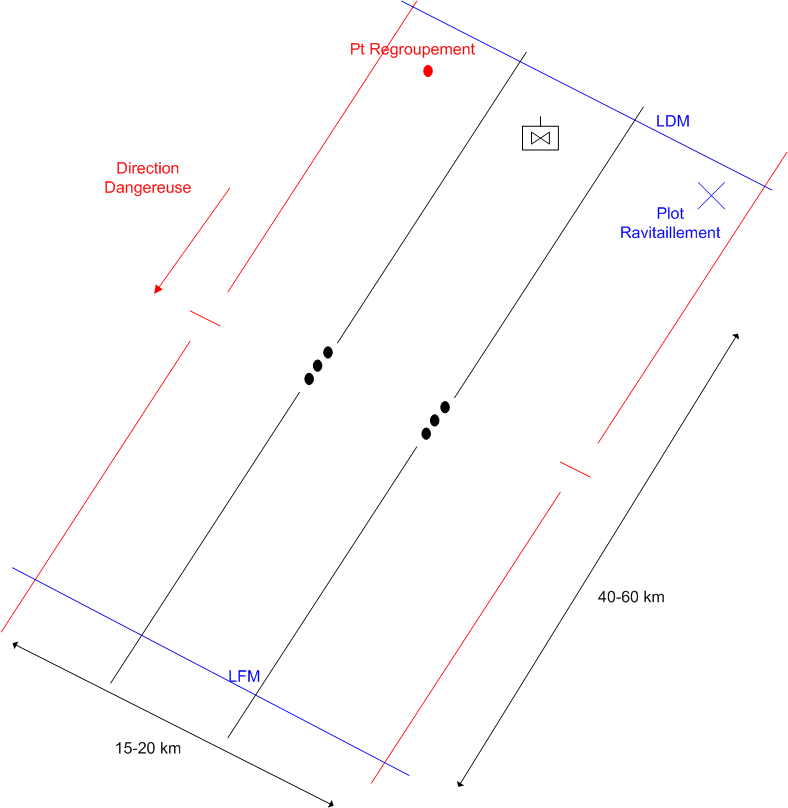 Pt Regroupement
LDM
Direction
Dangereuse
Plot
Ravitaillement
40-60 km
LFM
15-20 km